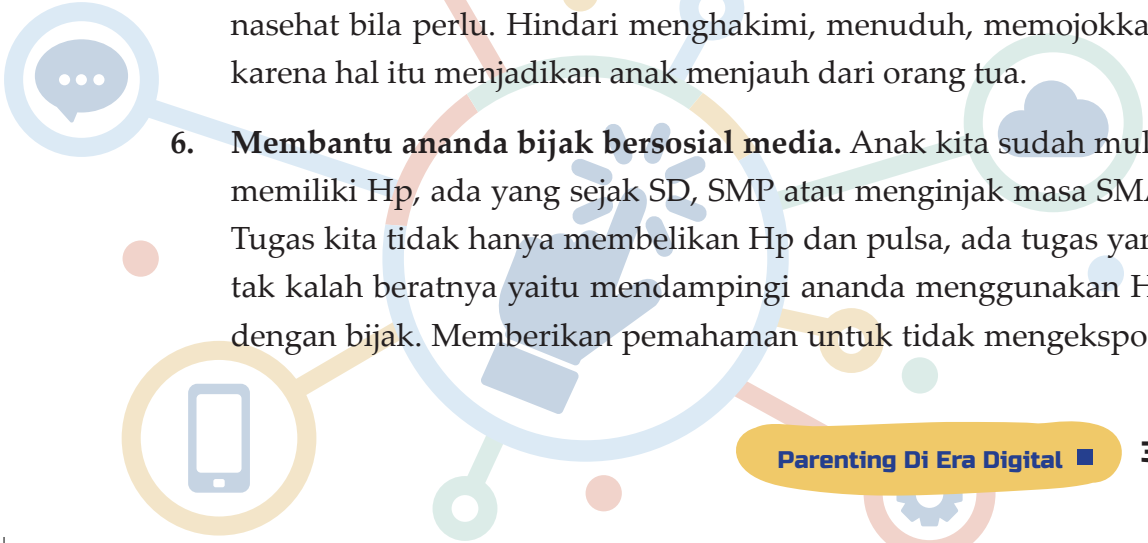 nasehat bila perlu. Hindari menghakimi, menuduh, memojokka
karena hal itu menjadikan anak menjauh dari orang tua.
6. Membantu ananda bijak bersosial media. Anak kita sudah mul
memiliki Hp, ada yang sejak SD, SMP atau menginjak masa SMA
Tugas kita tidak hanya membelikan Hp dan pulsa, ada tugas yan
tak kalah beratnya yaitu mendampingi ananda menggunakan H
dengan bijak. Memberikan pemahaman untuk tidak mengekspo
Parenting Di Era Digital